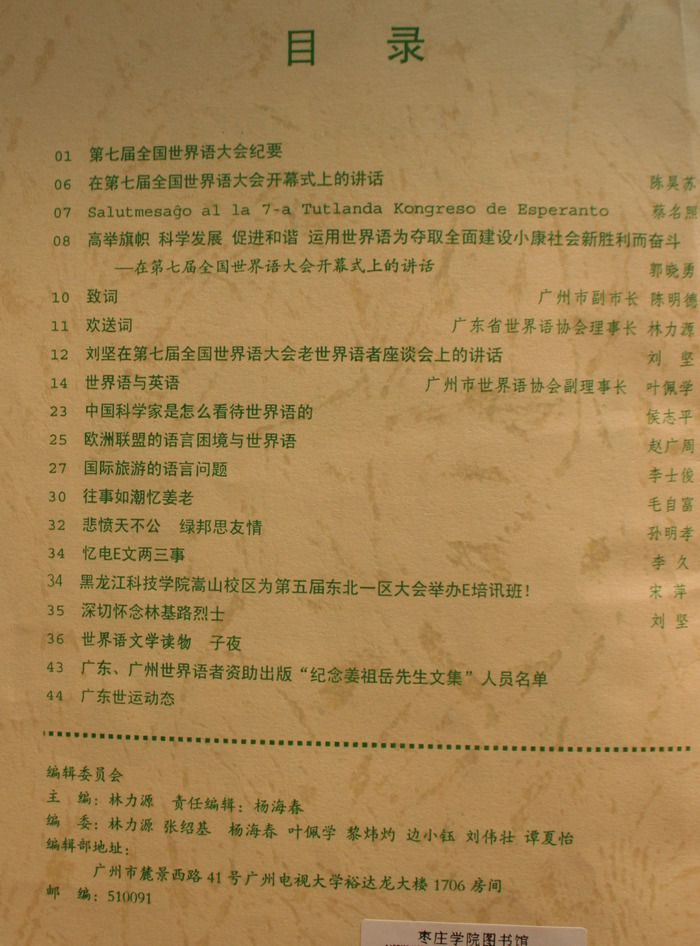 目 录
01 第七届全国世界语大会纪要
06 在第七届全国世界语大会开幕式上的讲话 陈昊苏
07 Salutmesaĝo al la 7-a Tutlanda Kongreso de Esperanto 蔡名照
08 高举旗帜 科学发展 促进和谐 运用世界语为夺取全面建设小康社会新胜利而奋斗
—在第七届全国世界语大会开幕式上的讲话 郭晓勇
10 致词 广州市副市长 陈明德
11 欢送词 广东省世界语协会理事长 林力源
12 刘坚在第七届全国世界语大会老世界语者座谈会上的讲话 刘 坚
14 世界语与英语 广州市世界语协会副理事长 叶佩学
23 中国科学家是怎么看待世界语的 侯志平
25 欧洲联盟的语言困境与世界语 赵广周
27 国际旅游的语言问题 李士俊
30 往事如潮忆姜老 毛自富
32 悲愤天不公 绿邦思友情 孙明孝
34 忆电E文两三事 李 久
34 黑龙江科技学院嵩山校区为第五届东北一区大会举办E培讯班! 宋 萍
35 深切怀念林基路烈士 刘 坚
36 世界语文学读物 子夜
43 广东、广州世界语者资助出版“纪念姜祖岳先生文集”人员名单
44 广东世运动态
编辑委员会
主 编: 林力源 责任编辑: 杨海春
编 委: 林力源 张绍基 杨海春 叶佩学 黎炜灼 边小钰 刘伟壮 谭夏怡
编辑部地址:
广州市麓景西路 41 号广州电视大学裕达龙大楼 1706 房间
邮 编: 510091
枣庄学院图书馆